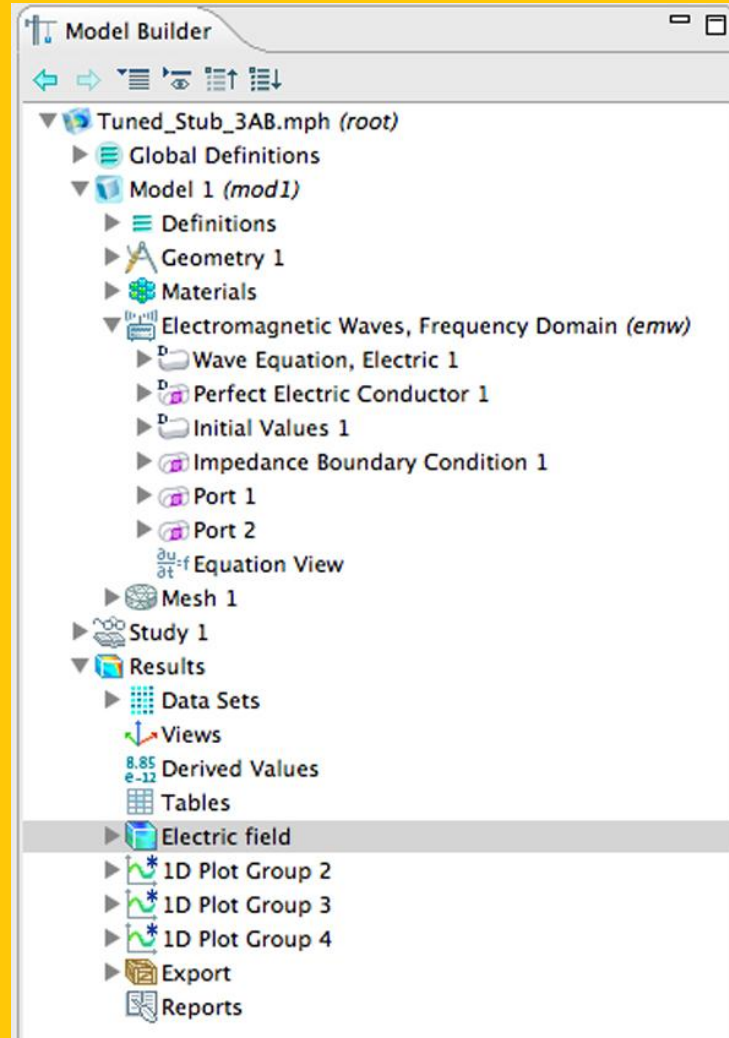 Model Builder
Tuned_Stub_3AB.mph (root)
Global Definitions
Model 1 (mod1)
Definitions
Geometry 1
Materials
Electromagnetic Waves, Frequency Domain (emw)
D Wave Equation, Electric 1
D Perfect Electric Conductor 1
D Initial Values 1
Impedance Boundary Condition 1
Port 1
Port 2
∂u/∂t=f Equation View
Mesh 1
Study 1
Results
Data Sets
Views
8.85 e-12 Derived Values
Tables
Electric field
1D Plot Group 2
1D Plot Group 3
1D Plot Group 4
Export
Reports